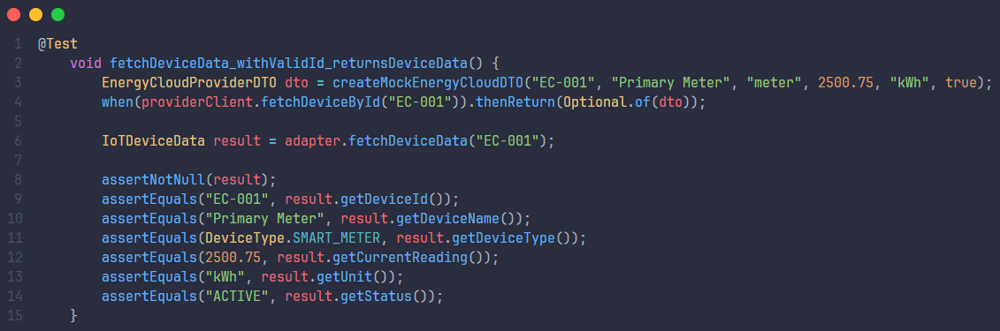 1 @Test
2     void fetchDeviceData_withValidId_returnsDeviceData() {
3         EnergyCloudProviderDTO dto = createMockEnergyCloudDTO("EC-001", "Primary Meter", "meter", 2500.75, "kWh", true);
4         when(providerClient.fetchDeviceById("EC-001")).thenReturn(Optional.of(dto));
5
6         IoTDeviceData result = adapter.fetchDeviceData("EC-001");
7
8         assertNotNull(result);
9         assertEquals("EC-001", result.getDeviceId());
10         assertEquals("Primary Meter", result.getDeviceName());
11         assertEquals(DeviceType.SMART_METER, result.getDeviceType());
12         assertEquals(2500.75, result.getCurrentReading());
13         assertEquals("kWh", result.getUnit());
14         assertEquals("ACTIVE", result.getStatus());
15     }